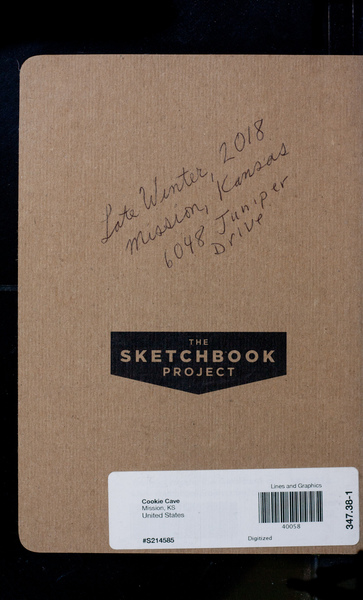 Late Winter, 2018
Mission, Kansas
6048 Juniper
Drive
THE
SKETCHBOOK
PROJECT
Lines and Graphics
Cookie Cave
Mission, KS
United States
40058
347.38-1
#S214585
Digitized